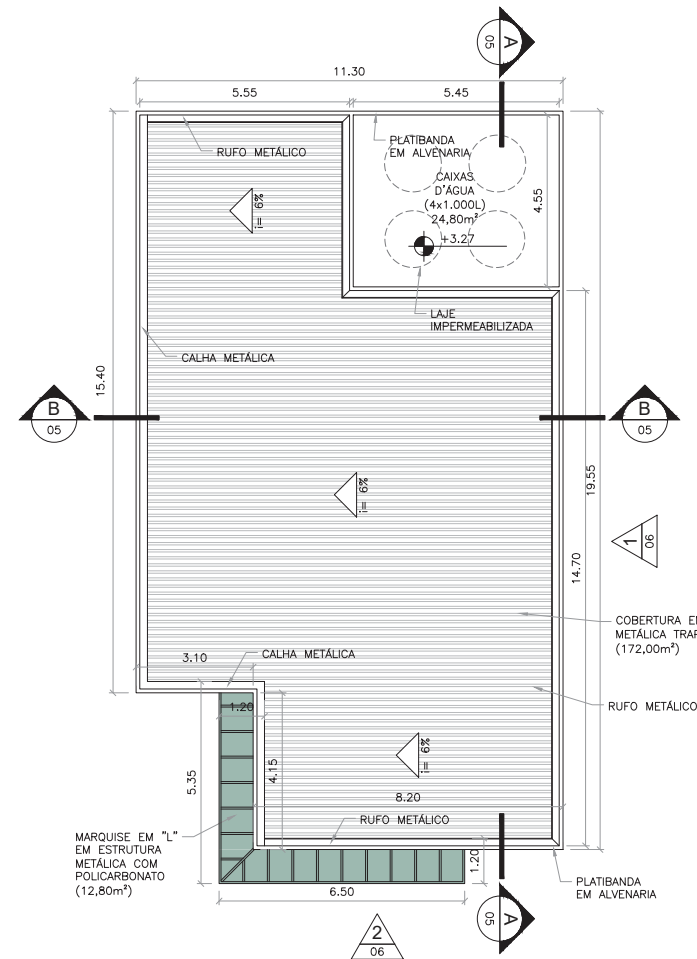 A
05
11.30
5.55
5.45
PLATIBANDA
EM ALVENARIA
RUFO METÁLICO
CAIXAS
D'ÁGUA
(4x1.000L)
24,80m²
+3.27
4.55
i= 6%
LAJE
IMPERMEABILIZADA
CALHA METÁLICA
15.40
B
05
B
05
i= 6%
19.55
1
06
14.70
COBERTURA E
METÁLICA TRA
(172,00m²)
3.10
CALHA METÁLICA
RUFO METÁLICO
1.20
i= 6%
5.35
4.15
8.20
RUFO METÁLICO
MARQUISE EM "L"
EM ESTRUTURA
METÁLICA COM
POLICARBONATO
(12,80m²)
1.20
PLATIBANDA
EM ALVENARIA
6.50
A
05
2
06